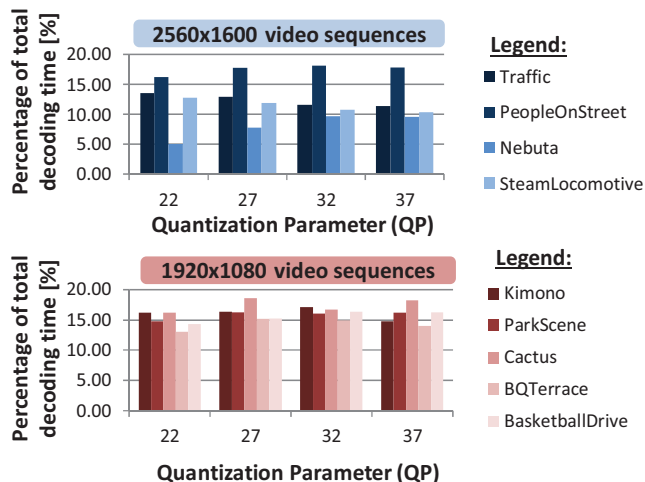 2560x1600 video sequences
Percentage of total
decoding time [%]
20.00
15.00
10.00
5.00
0.00
22 27 32 37
Quantization Parameter (QP)
Legend:
Traffic
PeopleOnStreet
Nebuta
SteamLocomotive
1920x1080 video sequences
Percentage of total
decoding time [%]
20.00
15.00
10.00
5.00
0.00
22 27 32 37
Quantization Parameter (QP)
Legend:
Kimono
ParkScene
Cactus
BQTerrace
BasketballDrive